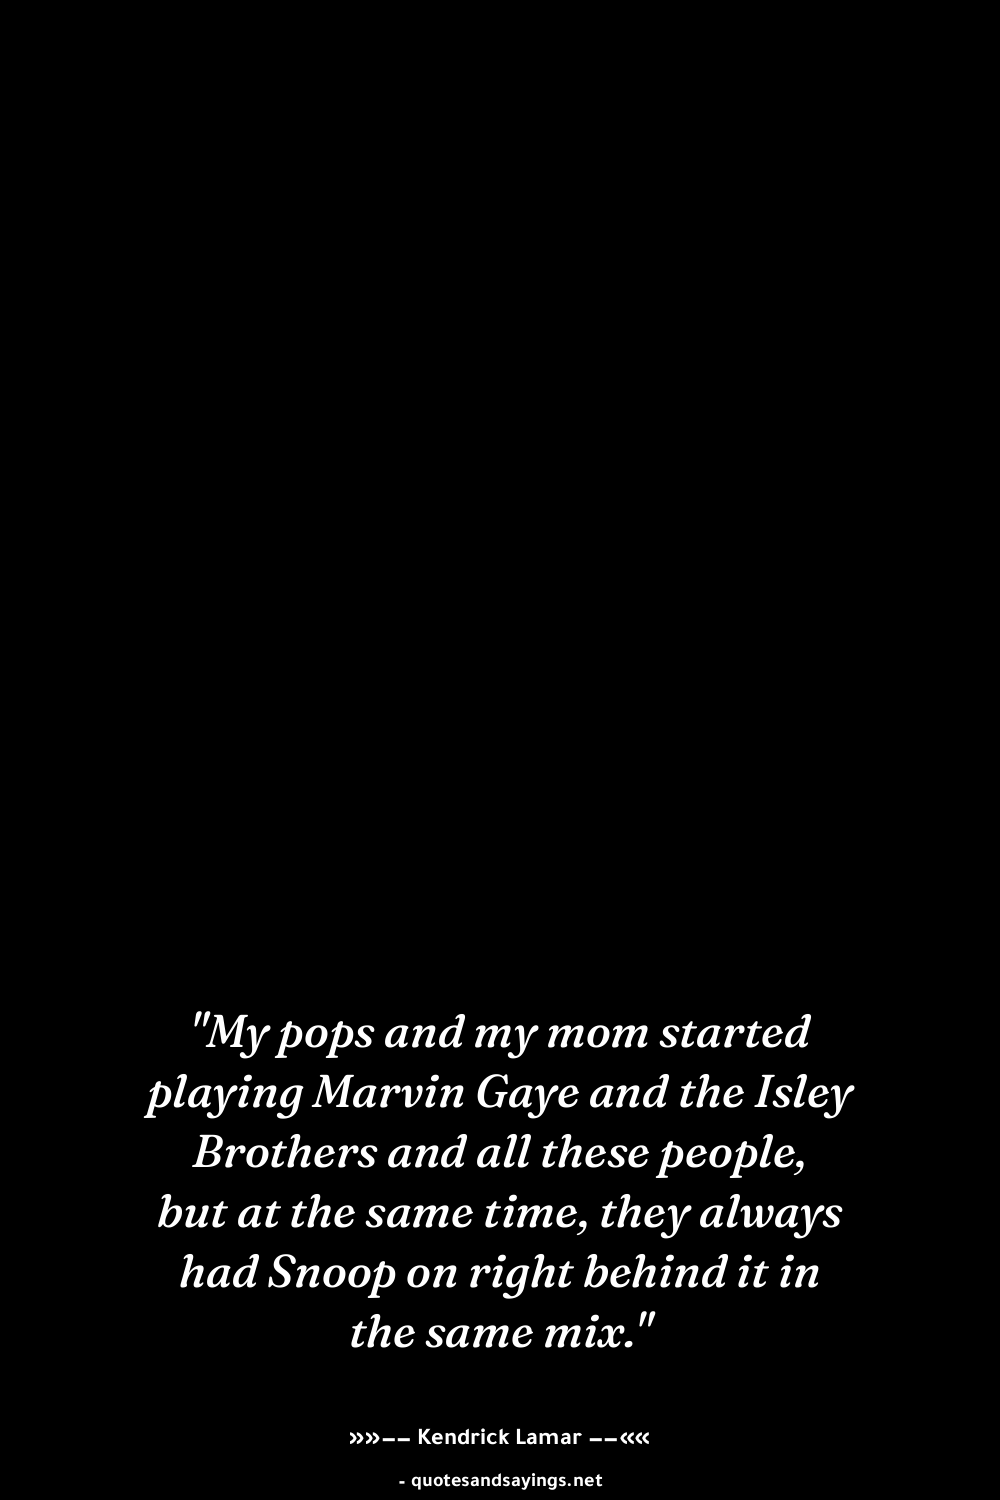 "My pops and my mom started
playing Marvin Gaye and the Isley
Brothers and all these people,
but at the same time, they always
had Snoop on right behind it in
the same mix."
»»−− Kendrick Lamar −−««
- quotesandsayings.net